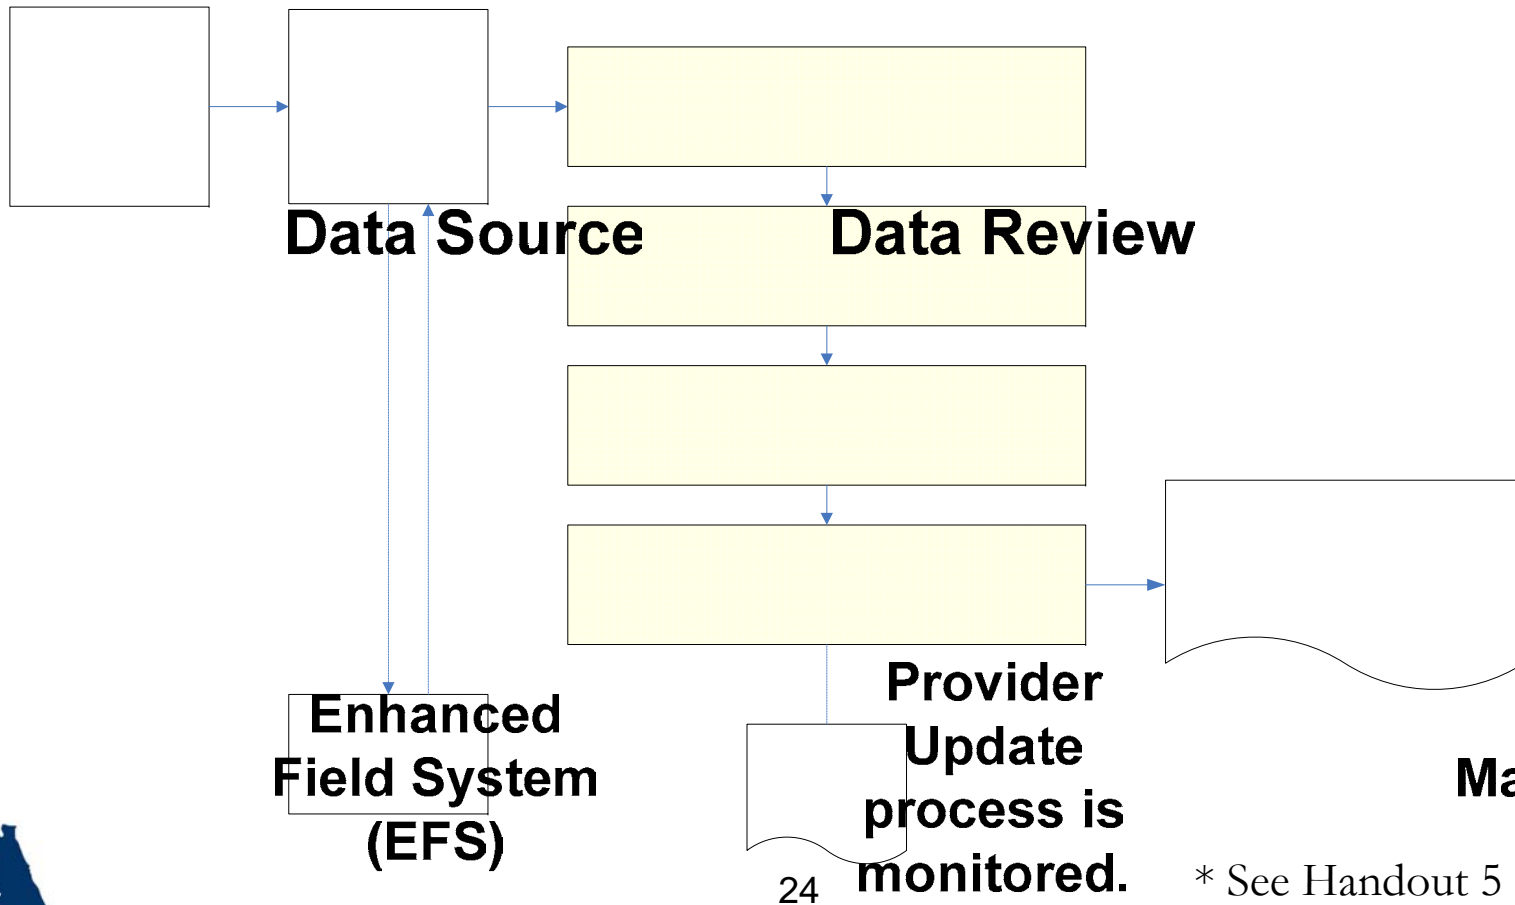 Data Source
Data Review
Enhanced
Field System
(EFS)
Provider
Update
process is
monitored.
24
* See Handout 5